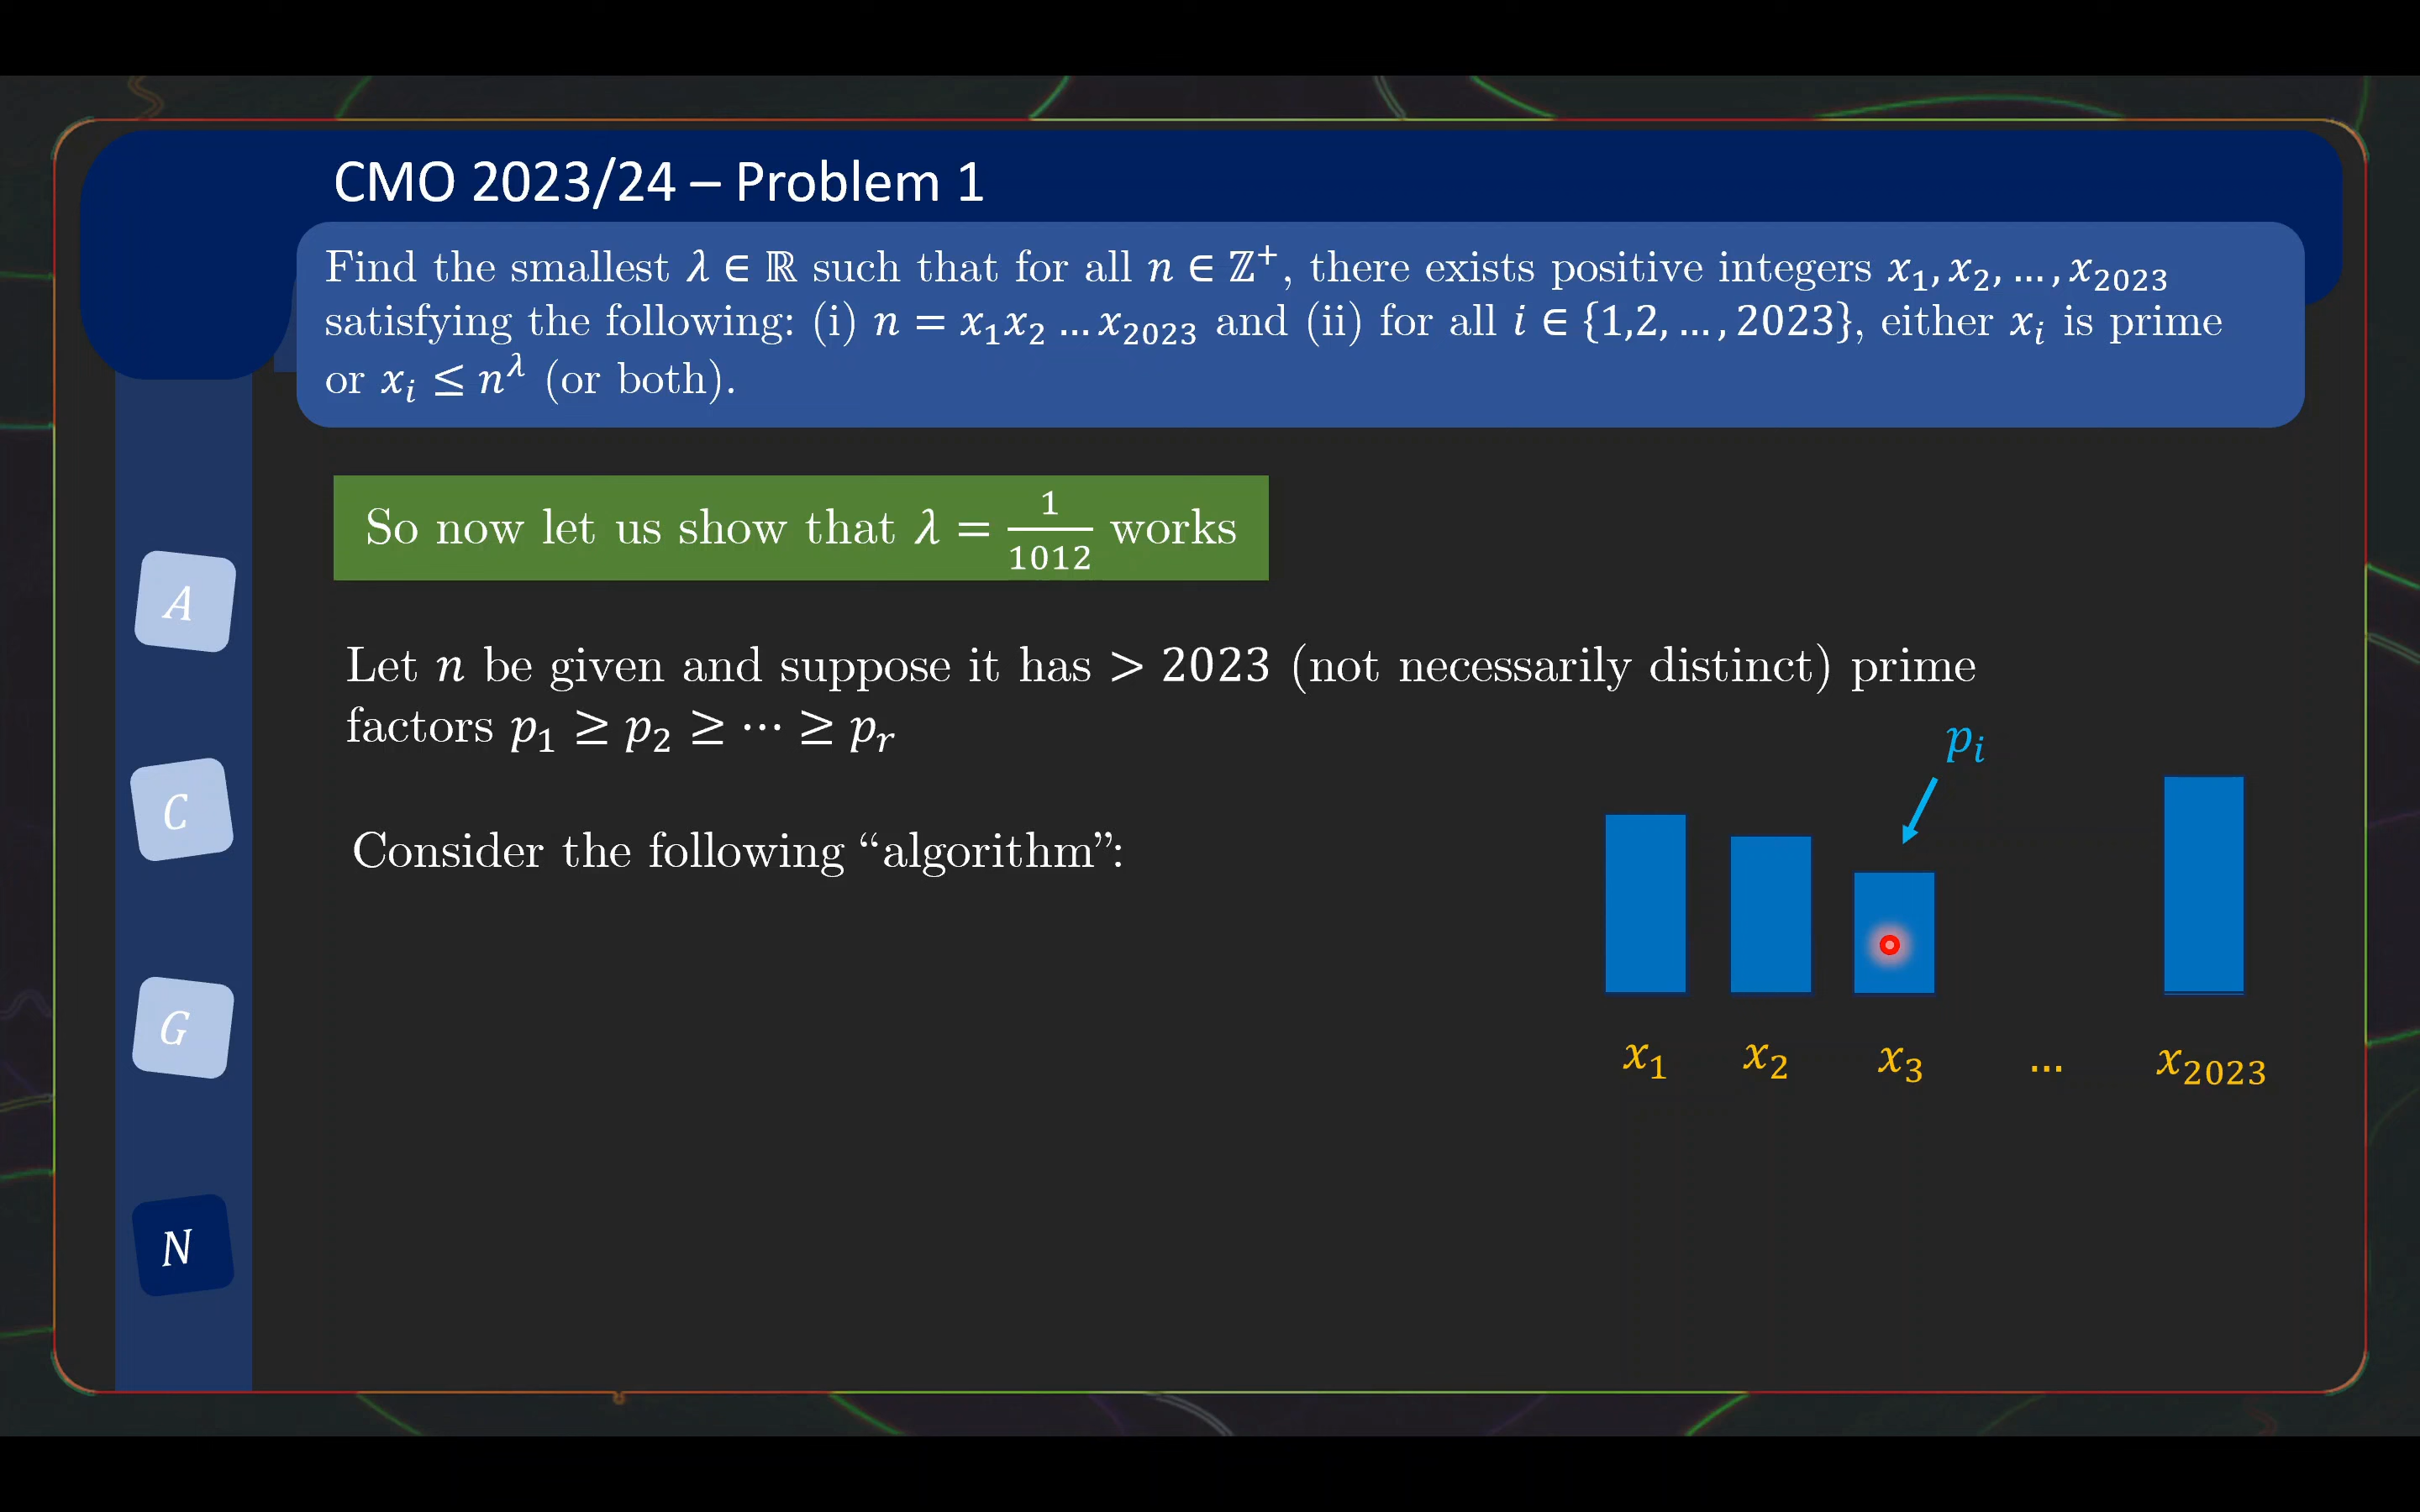 CMO 2023/24 – Problem 1
Find the smallest λ ∈ ℝ such that for all n ∈ ℤ⁺, there exists positive integers x₁, x₂, …, x₂₀₂₃
satisfying the following: (i) n = x₁x₂ … x₂₀₂₃ and (ii) for all i ∈ {1,2, …, 2023}, either xᵢ is prime
or xᵢ ≤ n^λ (or both).
So now let us show that λ = 1/1012 works
A
Let n be given and suppose it has > 2023 (not necessarily distinct) prime
factors p₁ ≥ p₂ ≥ ⋯ ≥ pᵣ
pᵢ
C
Consider the following “algorithm”:
G
x₁ x₂ x₃ … x₂₀₂₃
N